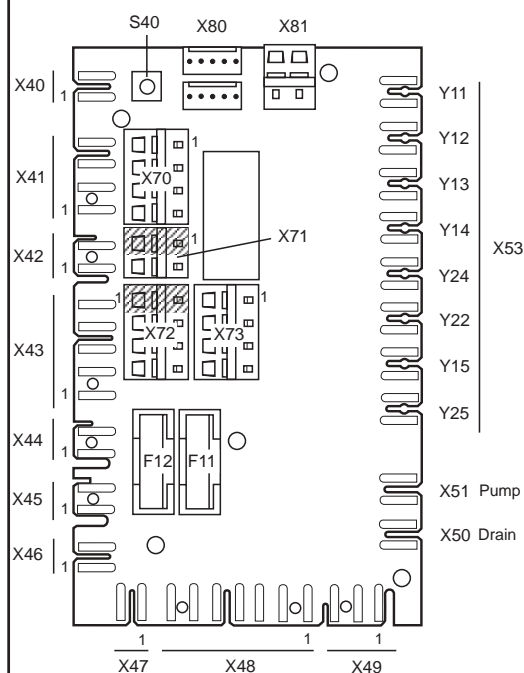 S40 X80 X81
X40 1
Y11
Y12
X41 1
1
X70
Y13
X42 1
1
X71
Y14
X53
1
1
Y24
X43 1
X72
X73
Y22
Y15
X44 1
F12
F11
Y25
X45 1
X51 Pump
X46 1
X50 Drain
1 1 1
X47 X48 X49